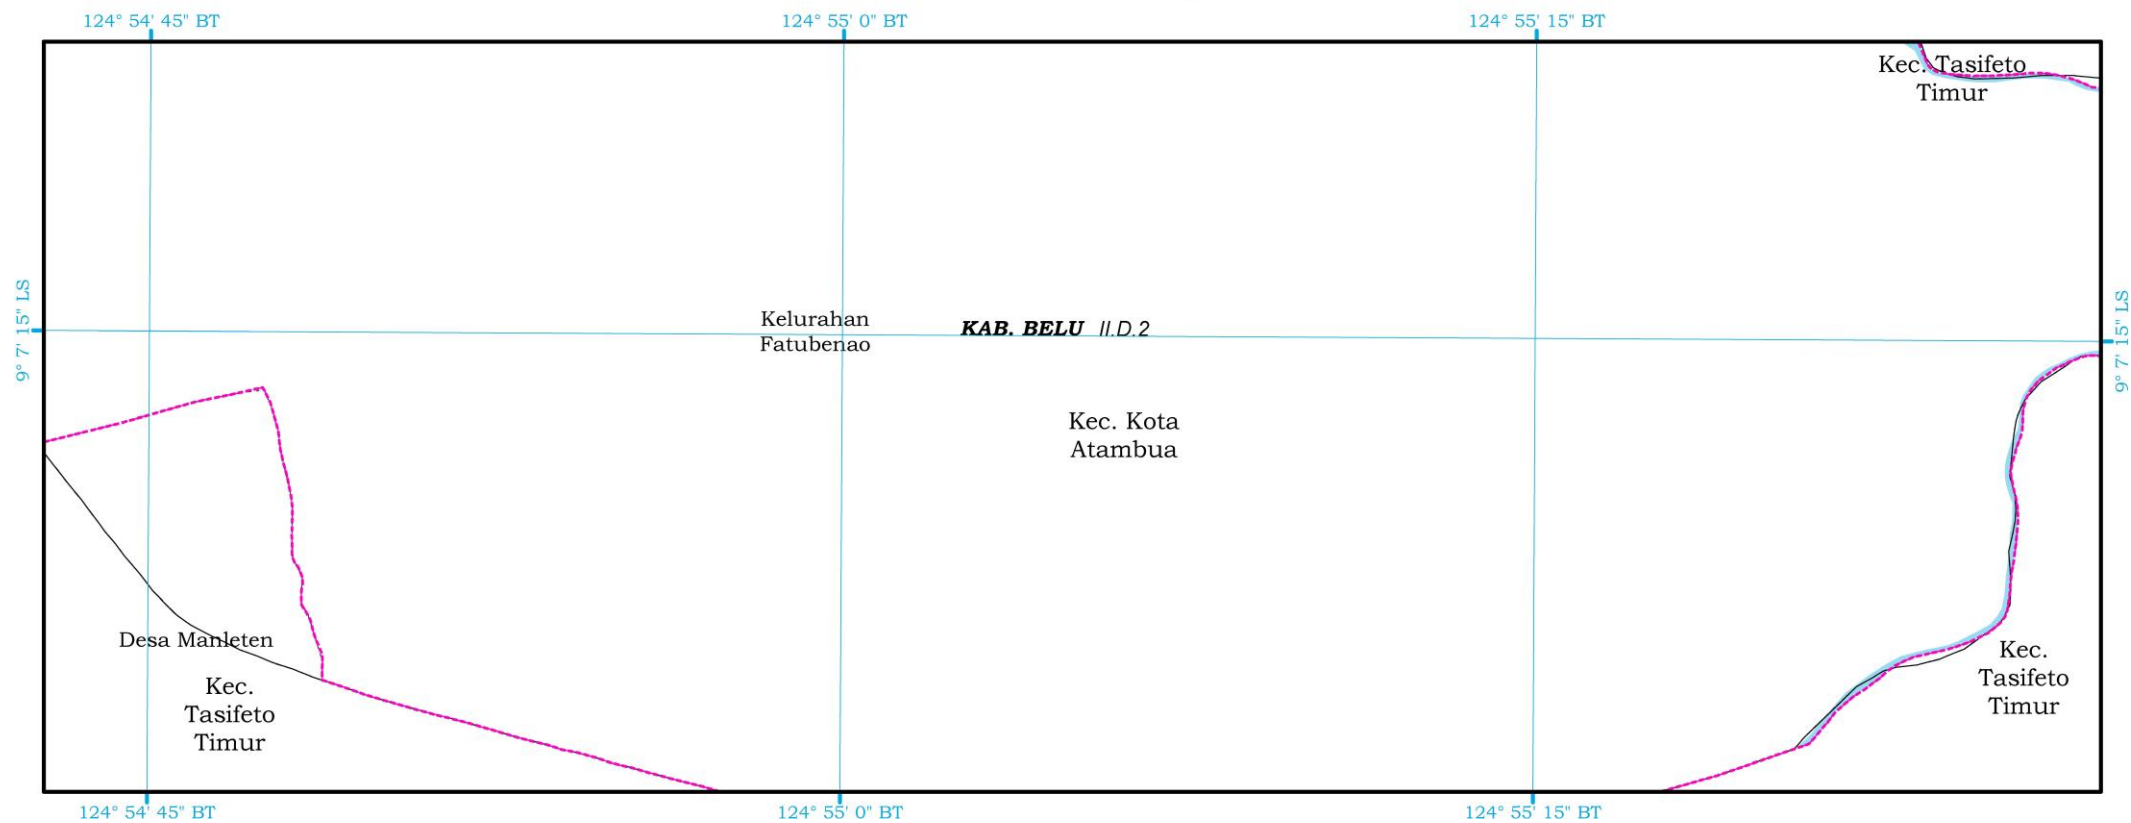 124° 54' 45" BT
124° 55' 0" BT
124° 55' 15" BT
Kec. Tasifeto
Timur
9° 7' 15" LS
9° 7' 15" LS
Kelurahan
Fatubenao
KAB. BELU II.D.2
Kec. Kota
Atambua
Desa Manleten
Kec.
Tasifeto
Timur
Kec.
Tasifeto
Timur
124° 54' 45" BT
124° 55' 0" BT
124° 55' 15" BT